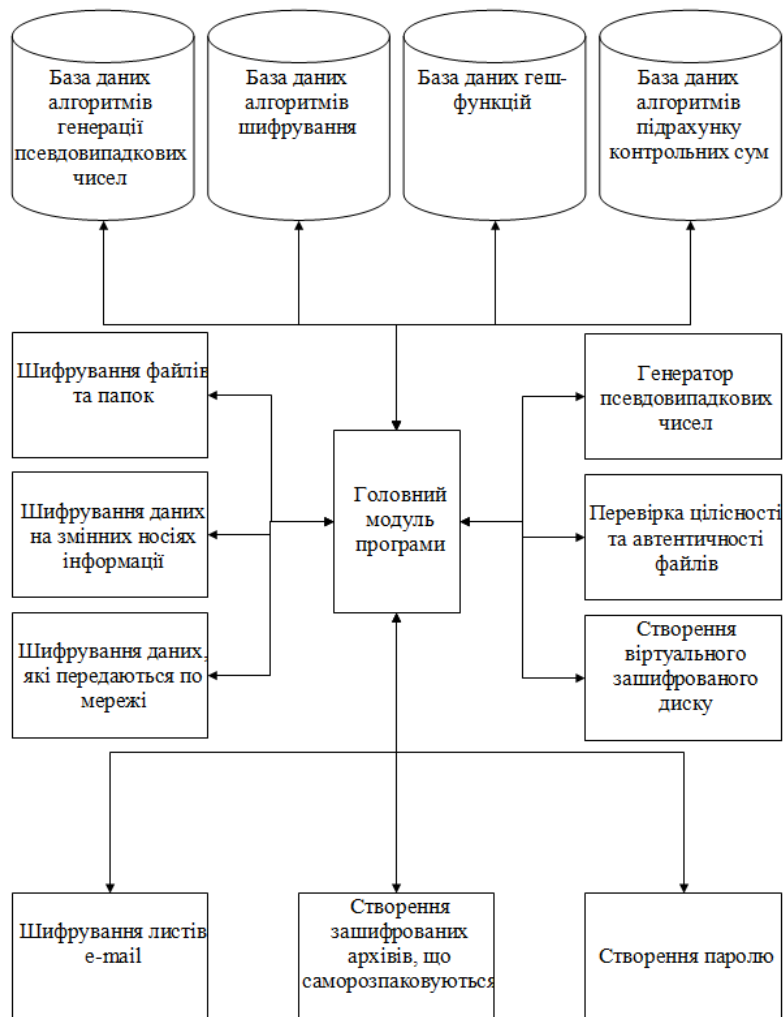 База даних
алгоритмів
генерації
псевдовипадкових
чисел
База даних
алгоритмів
шифрування
База даних геш-
функцій
База даних
алгоритмів
підрахунку
контрольних сум
Шифрування файлів
та папок
Генератор
псевдовипадкових
чисел
Головний
модуль
програми
Шифрування даних
на змінних носіях
інформації
Перевірка цілісності
та автентичності
файлів
Шифрування даних,
які передаються по
мережі
Створення
віртуального
зашифрованого
диску
Шифрування листів
e-mail
Створення
зашифрованих
архівів, що
саморозпаковуються
Створення паролю